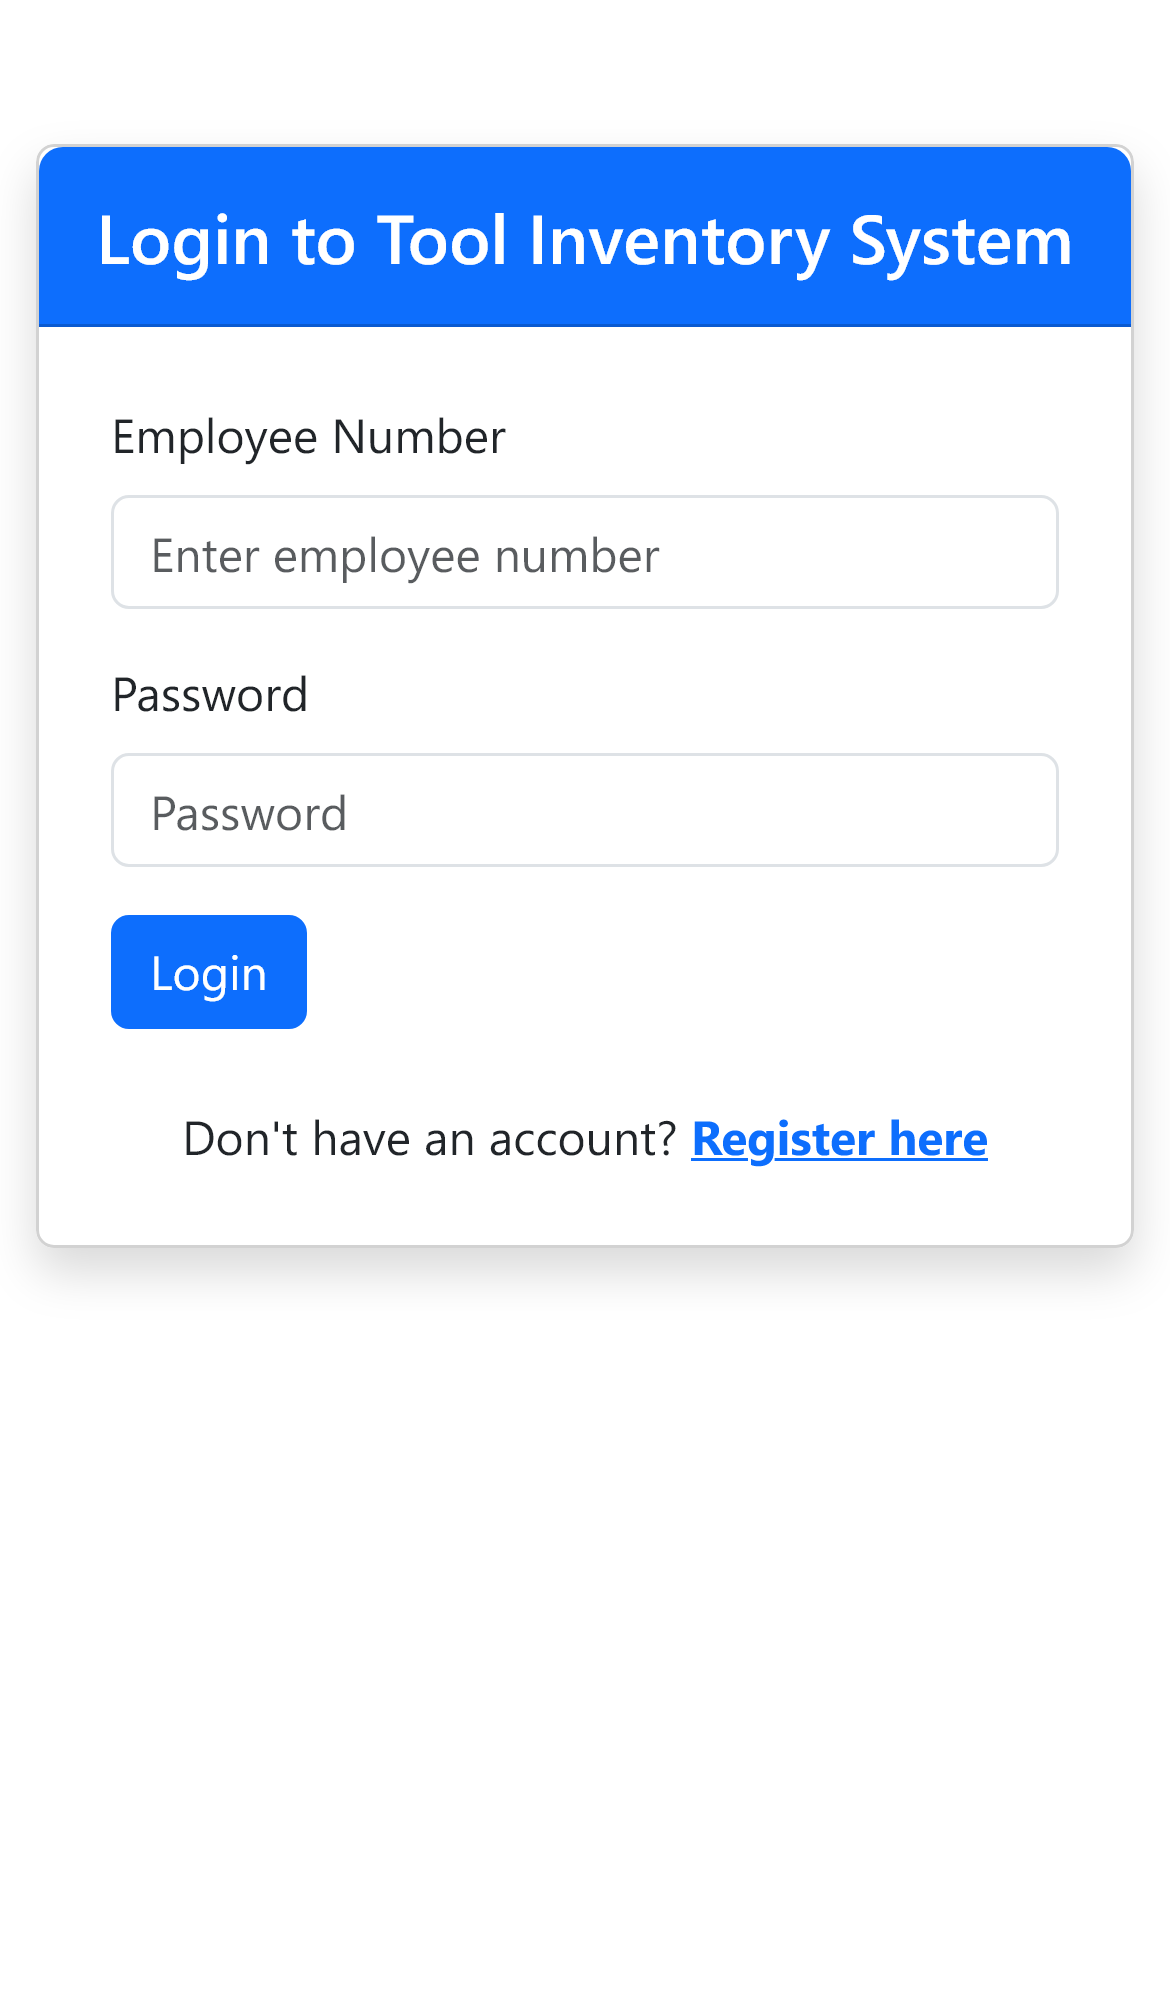 Login to Tool Inventory System
Employee Number
Enter employee number
Password
Password
Login
Don't have an account? Register here